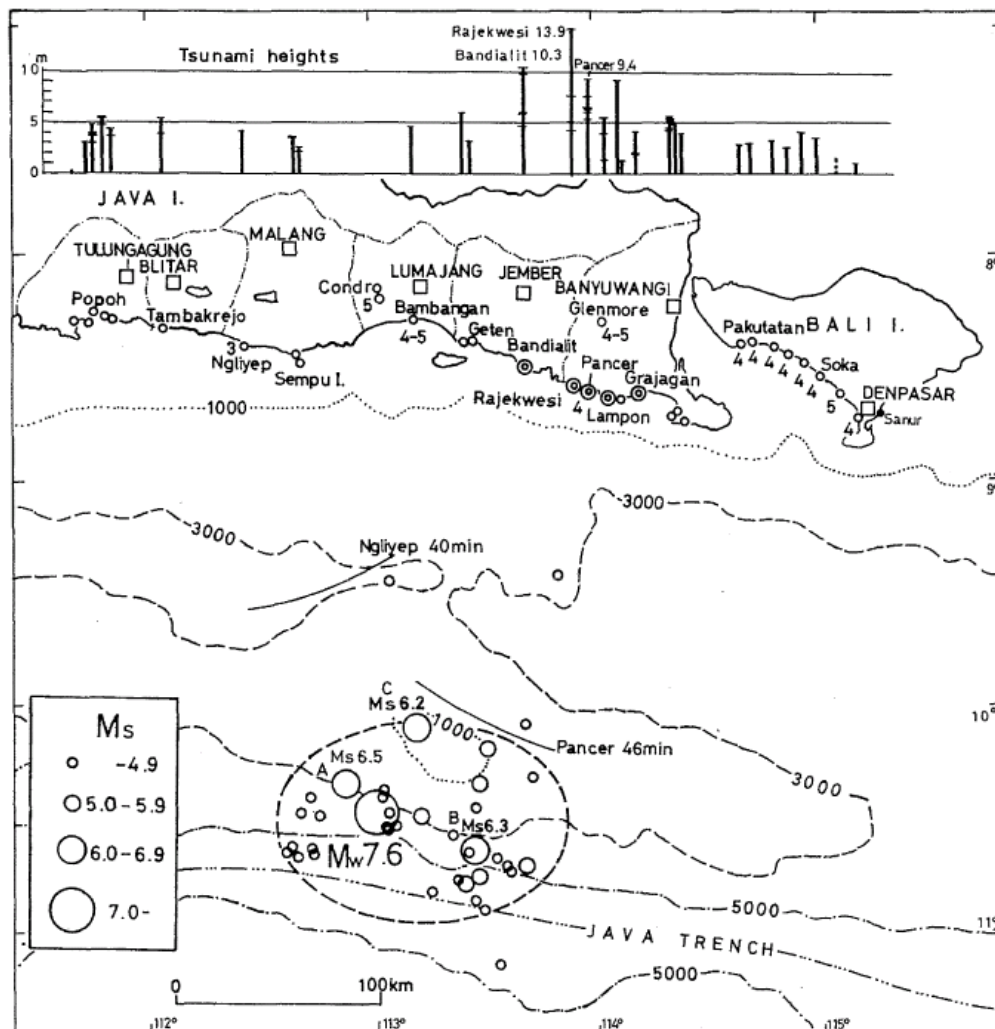 Rajekwesi 13.9
m
Tsunami heights
Bandialit 10.3
Pancer 9.4
10
5
0
JAVA I.
MALANG
TULUNGAGUNG
BLITAR
LUMAJANG
JEMBER
BANYUWANGI
8°
Condro
5
Popoh
Tambakrejo
Bambangan
4-5
Glenmore
4-5
Pakutatan
BALI I.
3
Ngliyep
Sempu I.
Geten
Bandialit
Pancer
Grajagan
4 4 4 4 4 4 5
Soka
Rajekwesi
4
Lampon
DENPASAR
4
Sanur
1000
9°
3000
3000
Ngliyep 40min
C
Ms 6.2
1000
10°
Pancer 46min
3000
A
Ms 6.5
B
Ms 6.3
Mw 7.6
Ms
-4.9
5.0-5.9
6.0-6.9
7.0-
5000
11°
JAVA TRENCH
5000
0
100km
112°
113°
114°
115°